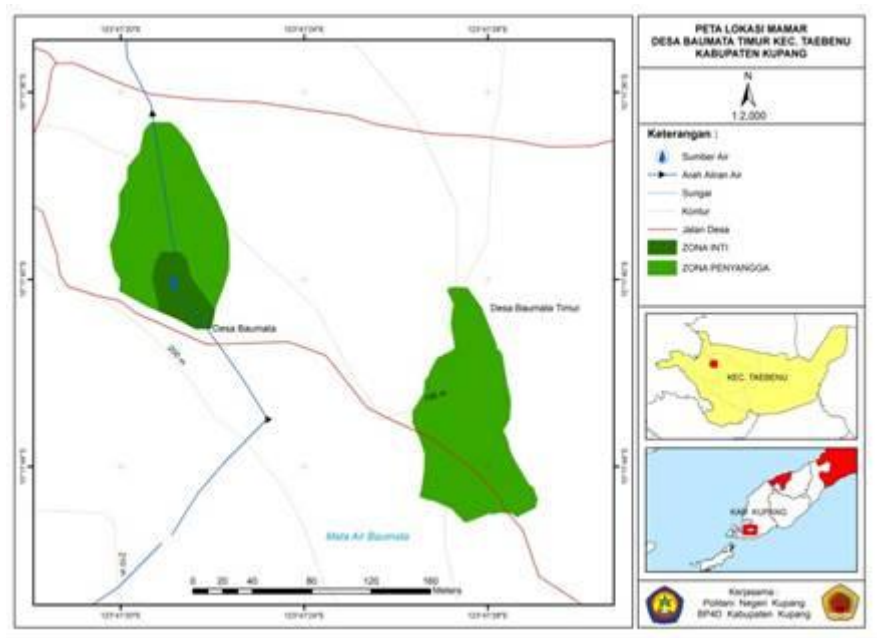 PETA LOKASI MAMAR
DESA BAUMATA TIMUR KEC. TAEBENU
KABUPATEN KUPANG
N
1:2,000
Keterangan :
Sumber Air
Arah Aliran Air
Sungai
Kontur
Jalan Desa
ZONA INTI
ZONA PENYANGGA
Desa Baumata
Desa Baumata Timur
200 m
Mata Air Baumata
0 20 40 80 120 160
Meters
KEC. TAEBENU
KAB. KUPANG
Kerjasama :
Politani Negeri Kupang
BP4D Kabupaten Kupang